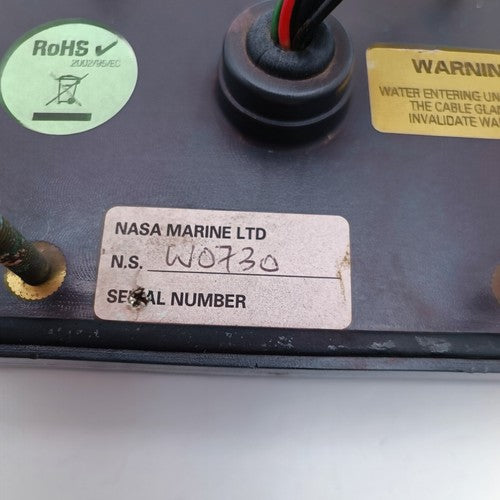 RoHS
2002/95/EC
WARNIN
WATER ENTERING UN
THE CABLE GLA
INVALIDATE WA
NASA MARINE LTD
N.S. W0730
SERIAL NUMBER